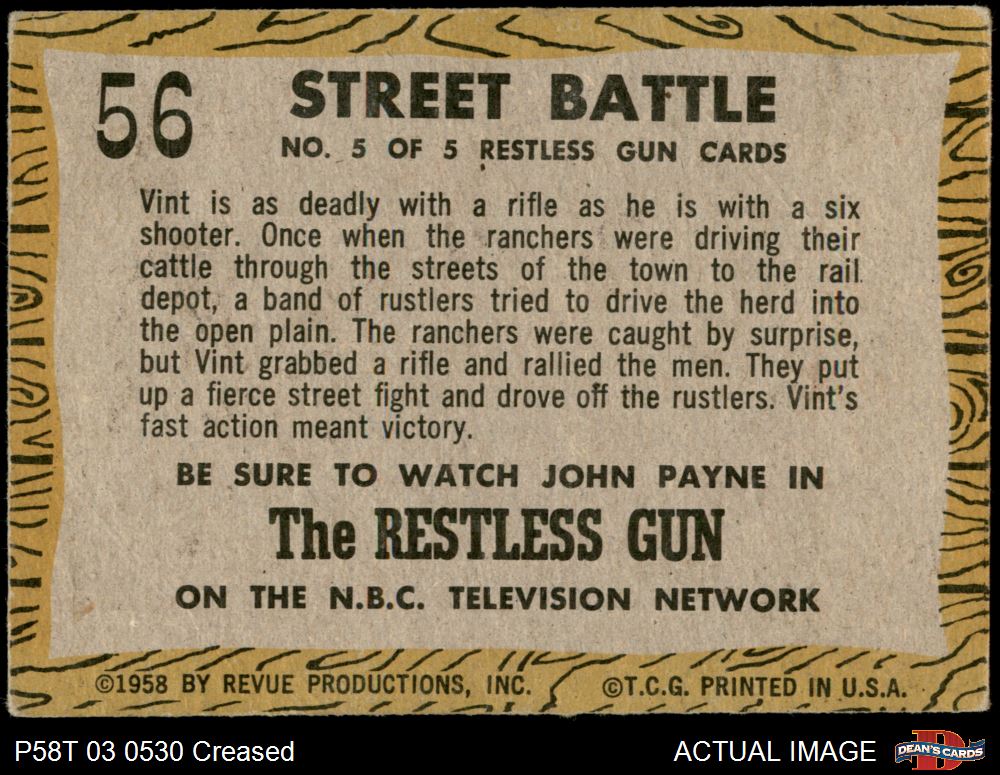 56
STREET BATTLE
NO. 5 OF 5 RESTLESS GUN CARDS
Vint is as deadly with a rifle as he is with a six
shooter. Once when the ranchers were driving their
cattle through the streets of the town to the rail
depot, a band of rustlers tried to drive the herd into
the open plain. The ranchers were caught by surprise,
but Vint grabbed a rifle and rallied the men. They put
up a fierce street fight and drove off the rustlers. Vint's
fast action meant victory.
BE SURE TO WATCH JOHN PAYNE IN
The RESTLESS GUN
ON THE N.B.C. TELEVISION NETWORK
©1958 BY REVUE PRODUCTIONS, INC. ©T.C.G. PRINTED IN U.S.A.
P58T 03 0530 Creased ACTUAL IMAGE DEAN'S CARDS